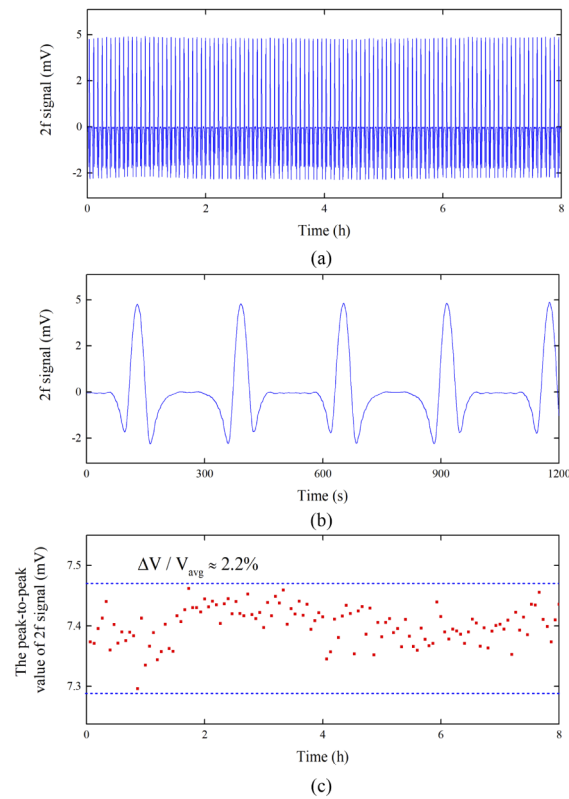 2f signal (mV)
5
2
0
-2
0
2
4
6
8
Time (h)
(a)
2f signal (mV)
5
2
0
-2
0
300
600
900
1200
Time (s)
(b)
The peak-to-peak
value of 2f signal (mV)
7.5
7.4
7.3
ΔV / Vavg ≈ 2.2%
0
2
4
6
8
Time (h)
(c)